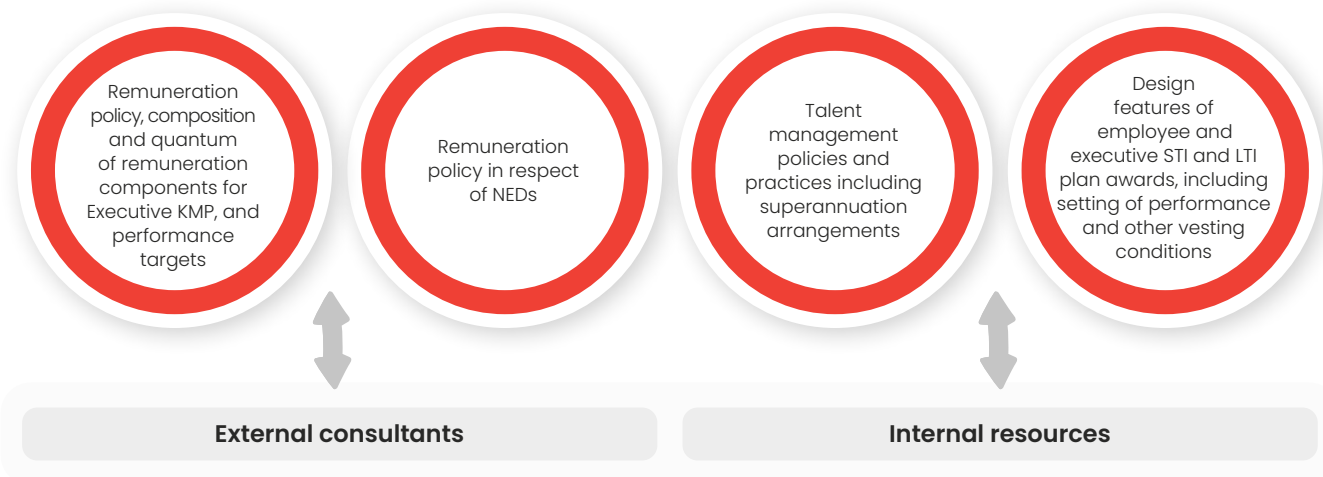 Remuneration
policy, composition
and quantum
of remuneration
components for
Executive KMP, and
performance
targets
Remuneration
policy in respect
of NEDs
Talent
management
policies and
practices including
superannuation
arrangements
Design
features of
employee and
executive STI and LTI
plan awards, including
setting of performance
and other vesting
conditions
External consultants
Internal resources